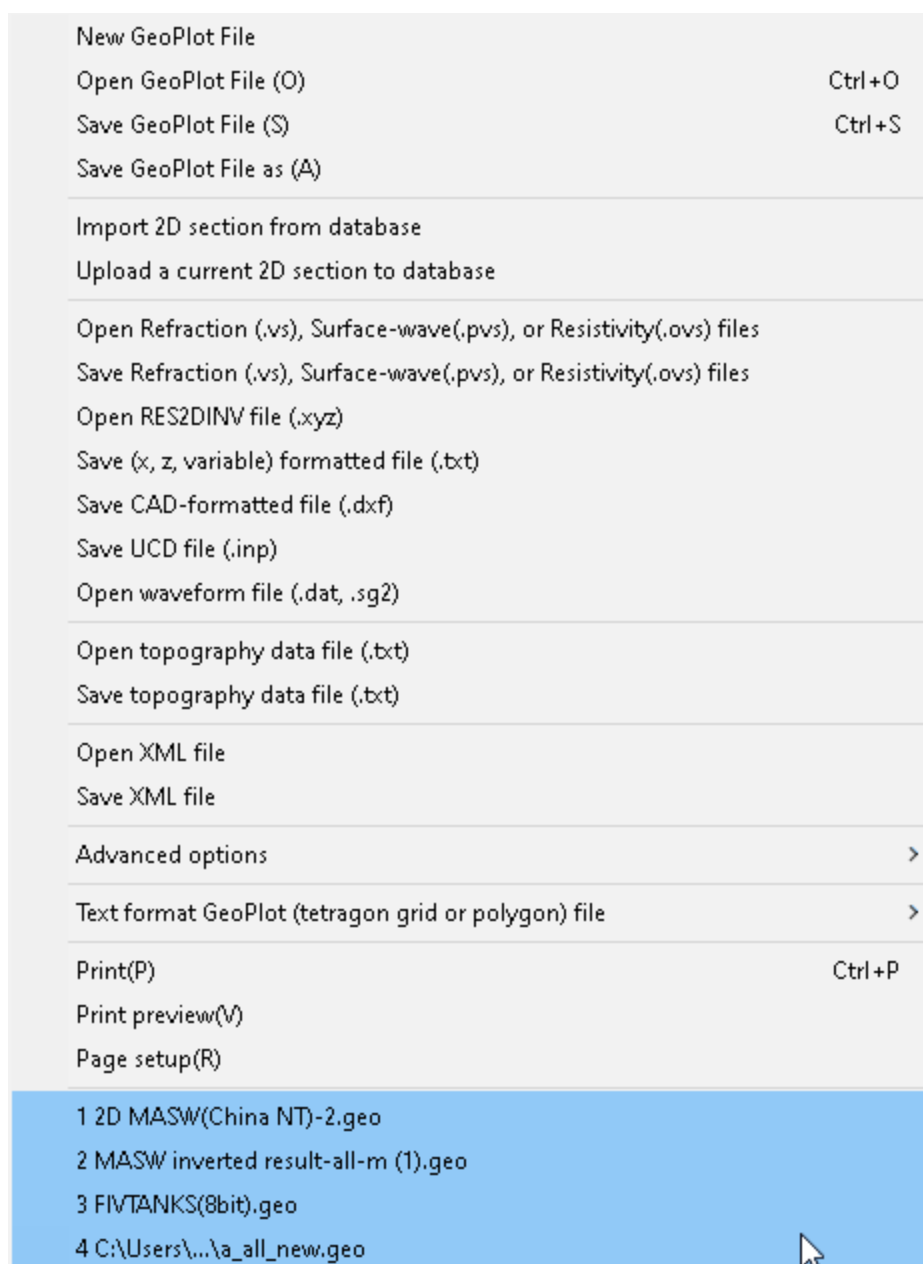 New GeoPlot File
Open GeoPlot File (O) Ctrl+O
Save GeoPlot File (S) Ctrl+S
Save GeoPlot File as (A)
Import 2D section from database
Upload a current 2D section to database
Open Refraction (.vs), Surface-wave(.pvs), or Resistivity(.ovs) files
Save Refraction (.vs), Surface-wave(.pvs), or Resistivity(.ovs) files
Open RES2DINV file (.xyz)
Save (x, z, variable) formatted file (.txt)
Save CAD-formatted file (.dxf)
Save UCD file (.inp)
Open waveform file (.dat, .sg2)
Open topography data file (.txt)
Save topography data file (.txt)
Open XML file
Save XML file
Advanced options
Text format GeoPlot (tetragon grid or polygon) file
Print(P) Ctrl+P
Print preview(V)
Page setup(R)
1 2D MASW(China NT)-2.geo
2 MASW inverted result-all-m (1).geo
3 FIVTANKS(8bit).geo
4 C:\Users\...\a_all_new.geo